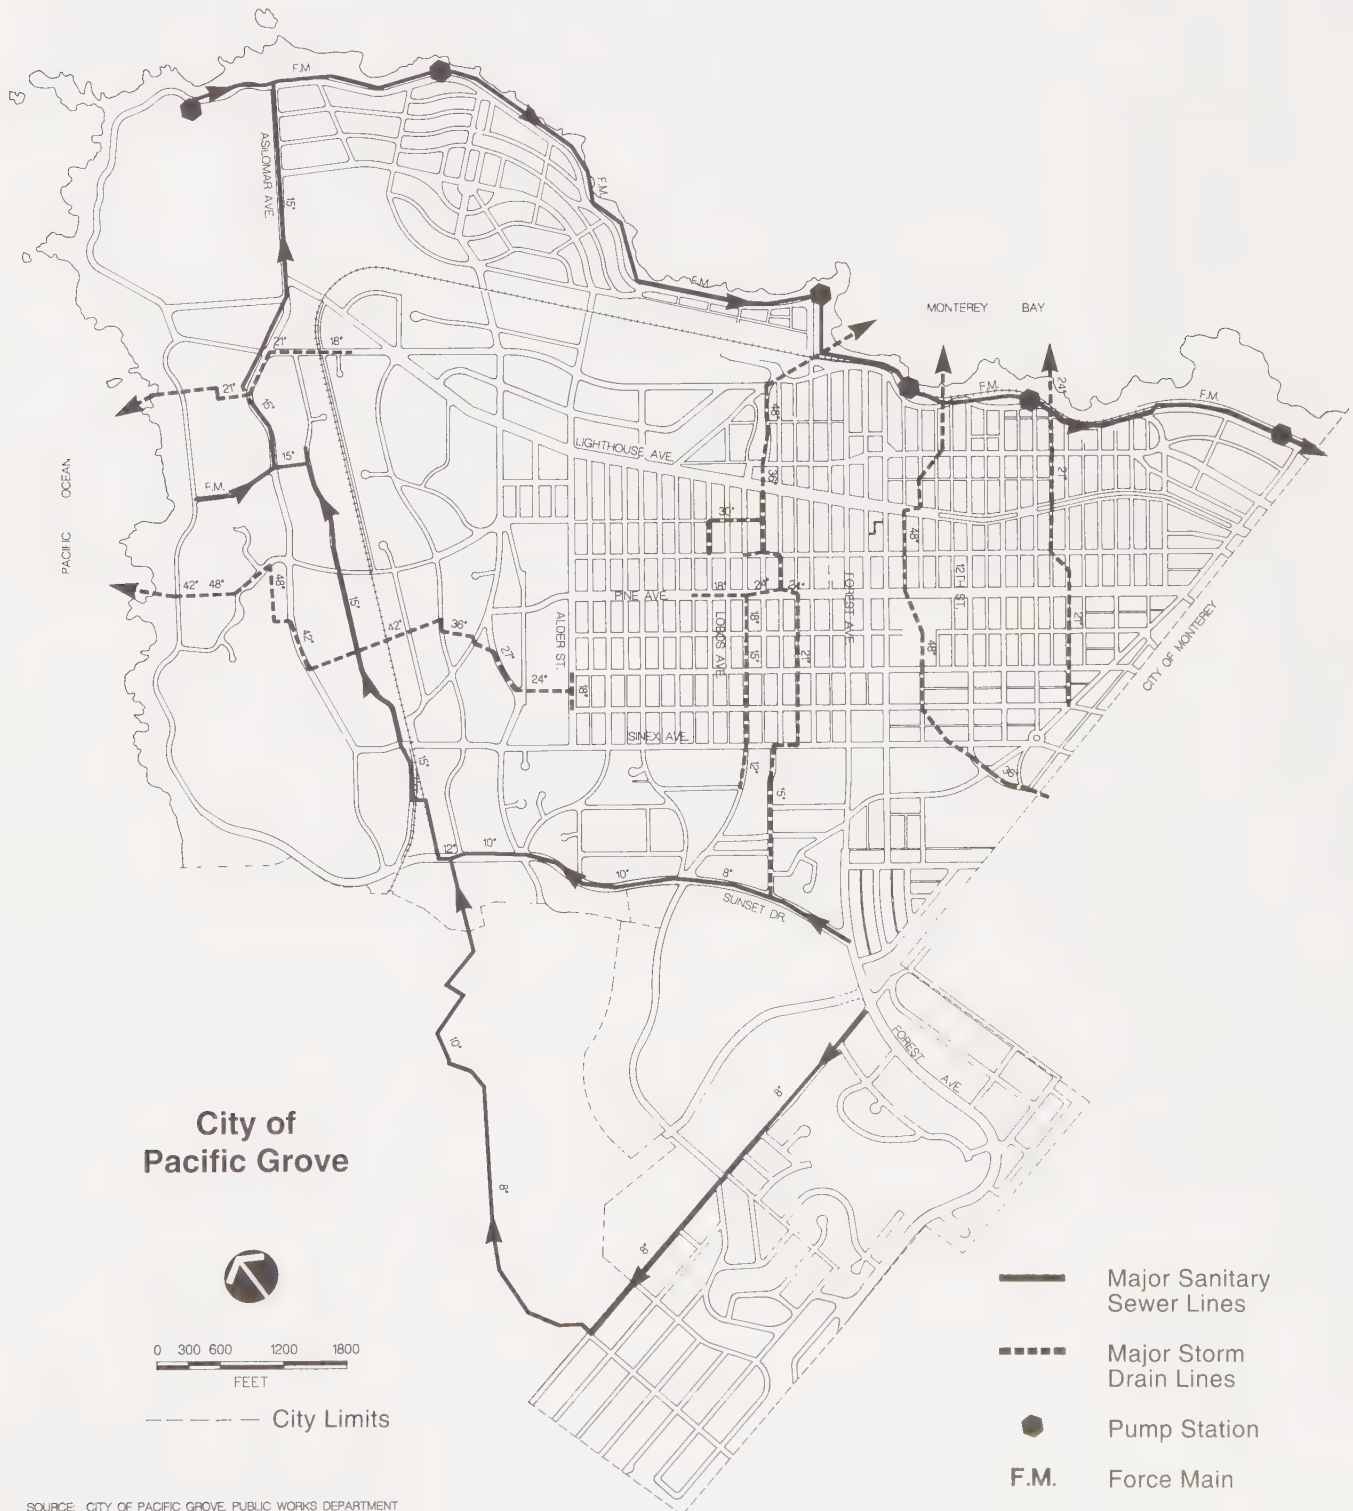 F.M
ASILOMAR AVE.
15"
F.M.
F.M.
MONTEREY BAY
21"
18"
21"
15"
48"
24"
F.M.
F.M.
LIGHTHOUSE AVE.
PACIFIC OCEAN
15"
F.M.
36"
21"
30"
48"
42"
48"
48"
15"
PINE AVE.
18"
24"
24"
FOREST AVE.
12TH ST.
42"
42"
36"
27"
24"
ALDER ST.
18"
LOBOS AVE.
18"
15"
21"
48"
21"
CITY OF MONTEREY
SINEX AVE.
15"
12"
15"
36"
12"
10"
10"
8"
SUNSET DR.
10"
FOREST AVE.
8"
8"
8"
City of
Pacific Grove
0 300 600 1200 1800
FEET
City Limits
Major Sanitary
Sewer Lines
Major Storm
Drain Lines
Pump Station
F.M. Force Main
SOURCE: CITY OF PACIFIC GROVE, PUBLIC WORKS DEPARTMENT